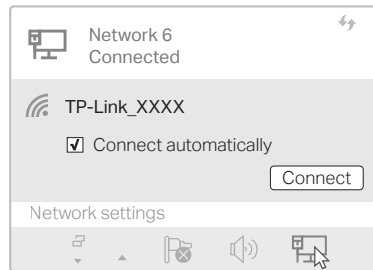 Network 6
Connected
TP-Link_XXXX
Connect automatically
Connect
Network settings